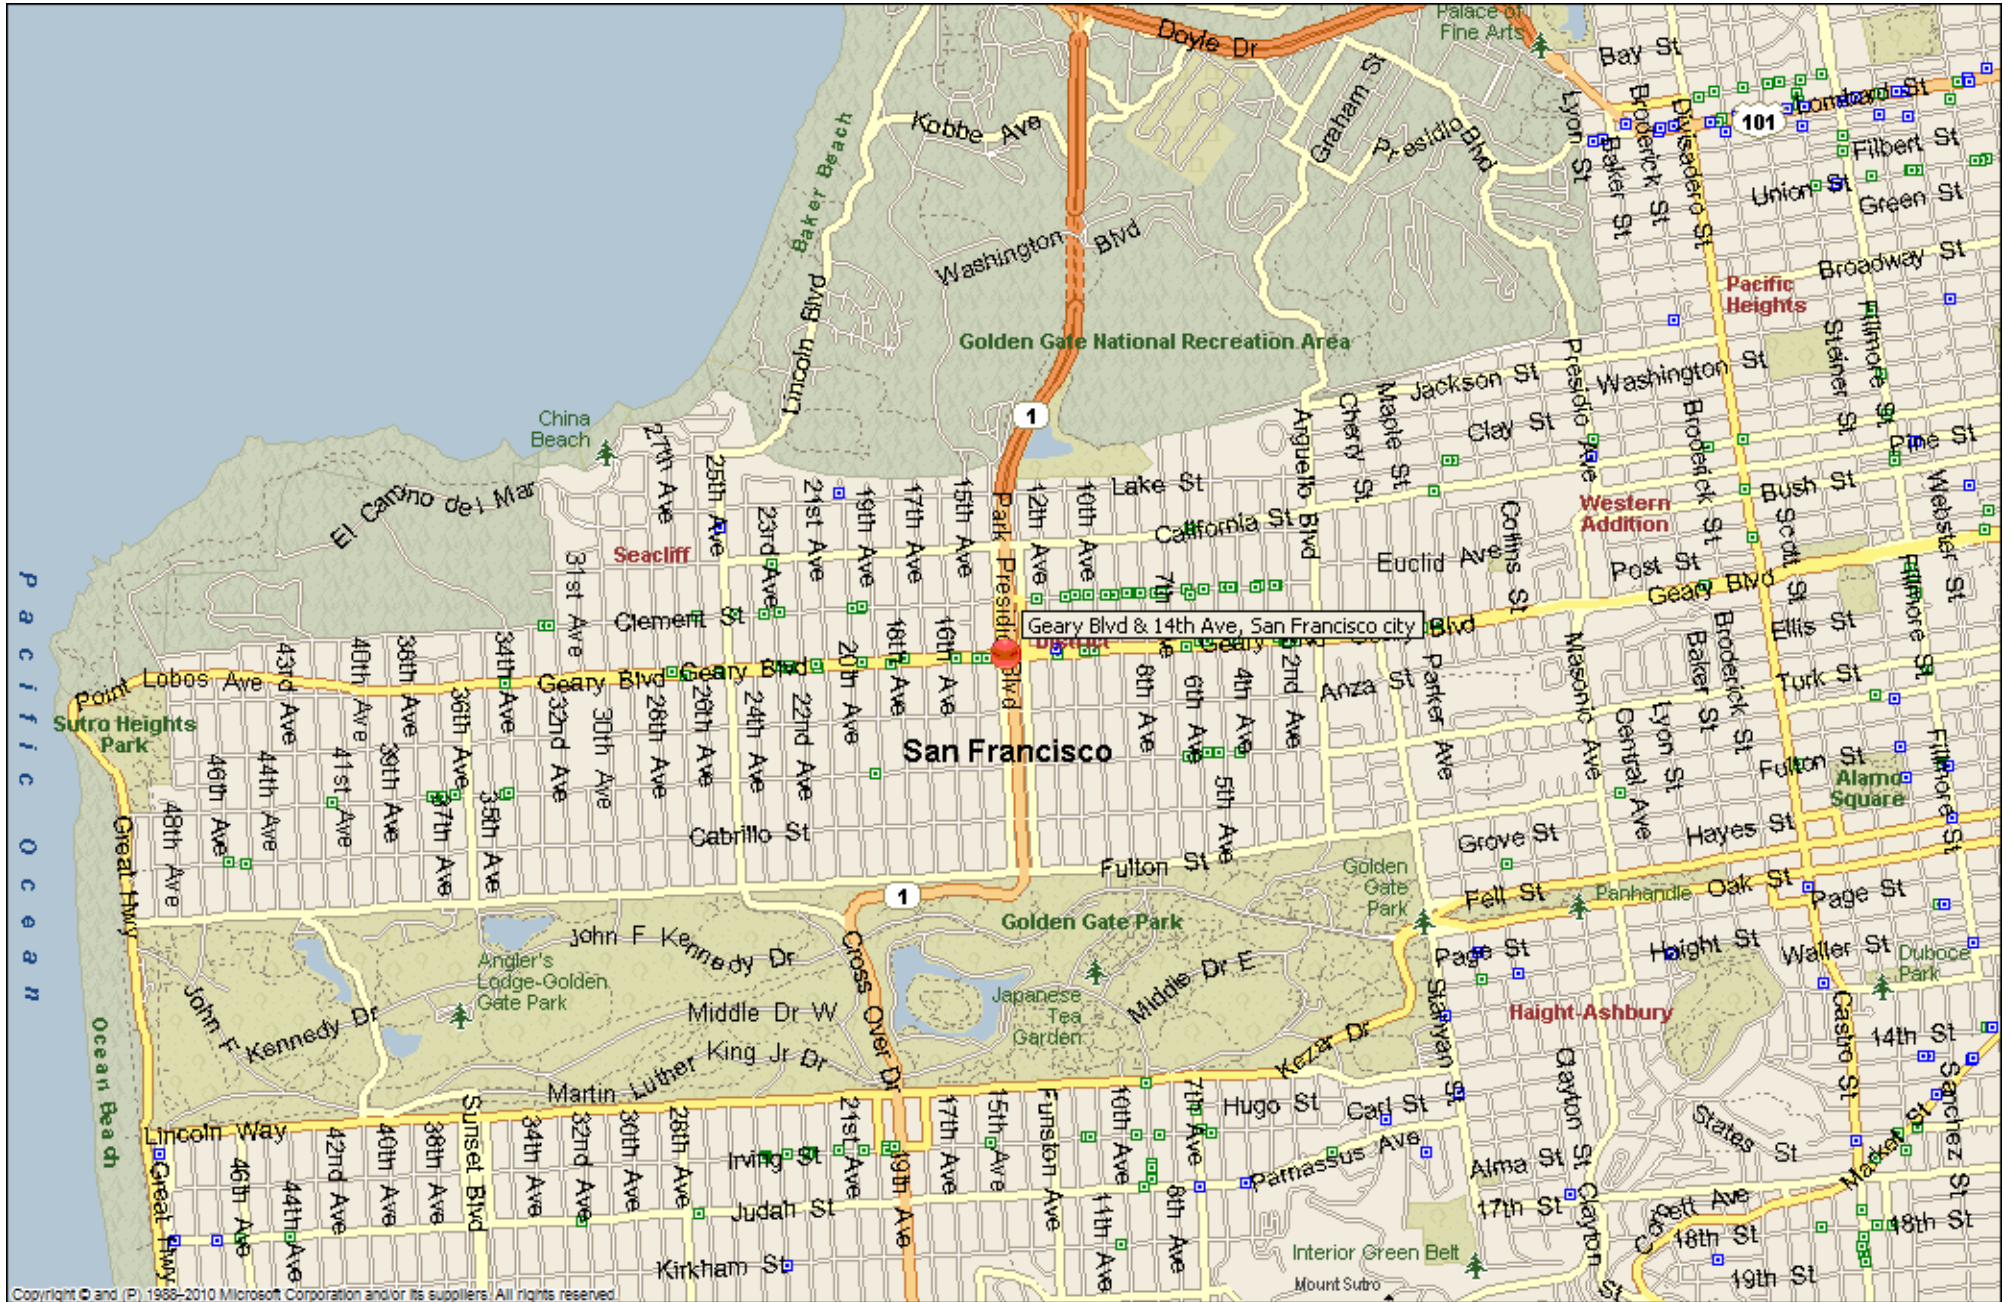 Palace of
Fine Arts
Doyle Dr
Bay St
Lombard St
101
Kobbe Ave
Graham St
Presidio Blvd
Lyon St
Broderick St
Divisadero St
Baker St
Filbert St
Union St
Green St
Baker Beach
Washington Blvd
Broadway St
Pacific
Heights
Lincoln Blvd
Golden Gate National Recreation Area
Steiner St
Fillmore St
Presidio Ave
Washington St
Jackson St
Maple St
Cherry St
Arguello Blvd
Clay St
Broderick St
Pine St
China
Beach
1
27th Ave
25th Ave
El Camino del Mar
21st Ave
19th Ave
17th Ave
15th Ave
Park Presidio Blvd
12th Ave
10th Ave
Lake St
California St
Collins St
Western
Addition
Bush St
Scott St
Webster St
Seacliff
23rd Ave
31st Ave
7th Ave
Euclid Ave
Post St
Geary Blvd
Fillmore St
Clement St
Geary Blvd & 14th Ave, San Francisco city
District
Geary Blvd
Ellis St
Pacific Ocean
Point Lobos Ave
43rd Ave
40th Ave
38th Ave
36th Ave
34th Ave
32nd Ave
30th Ave
28th Ave
26th Ave
24th Ave
22nd Ave
20th Ave
18th Ave
16th Ave
Geary Blvd
Geary Blvd
8th Ave
6th Ave
4th Ave
2nd Ave
Anza St
Parker Ave
Masonic Ave
Baker St
Broderick St
Turk St
Sutro Heights
Park
San Francisco
Central Ave
Lyon St
Fulton St
Alamo
Square
Fillmore St
48th Ave
46th Ave
44th Ave
41st Ave
39th Ave
37th Ave
35th Ave
5th Ave
Cabrillo St
Great Hwy
Fulton St
Grove St
Hayes St
Golden
Gate
Park
Fell St
Panhandle
Oak St
Page St
1
Golden Gate Park
John F Kennedy Dr
Cross Over Dr
Angler's
Lodge-Golden
Gate Park
Middle Dr E
Page St
Haight St
Waller St
Duboce
Park
Japanese
Tea
Garden
Middle Dr W
John F Kennedy Dr
Martin Luther King Jr Dr
Kezar Dr
Stanyan St
Haight-Ashbury
Castro St
14th St
Ocean Beach
Lincoln Way
Sunset Blvd
Hugo St
Carl St
Clayton St
States St
Sanchez St
Market St
46th Ave
44th Ave
42nd Ave
40th Ave
38th Ave
34th Ave
32nd Ave
30th Ave
28th Ave
21st Ave
19th Ave
17th Ave
15th Ave
Funston Ave
11th Ave
10th Ave
8th Ave
7th Ave
Irving St
Parnassus Ave
Alma St
Great Hwy
Judah St
17th St
Clayton St
Corbett Ave
18th St
18th St
Kirkham St
Interior Green Belt
Mount Sutro
19th St
Copyright © and (P) 1988–2010 Microsoft Corporation and/or its suppliers. All rights reserved.